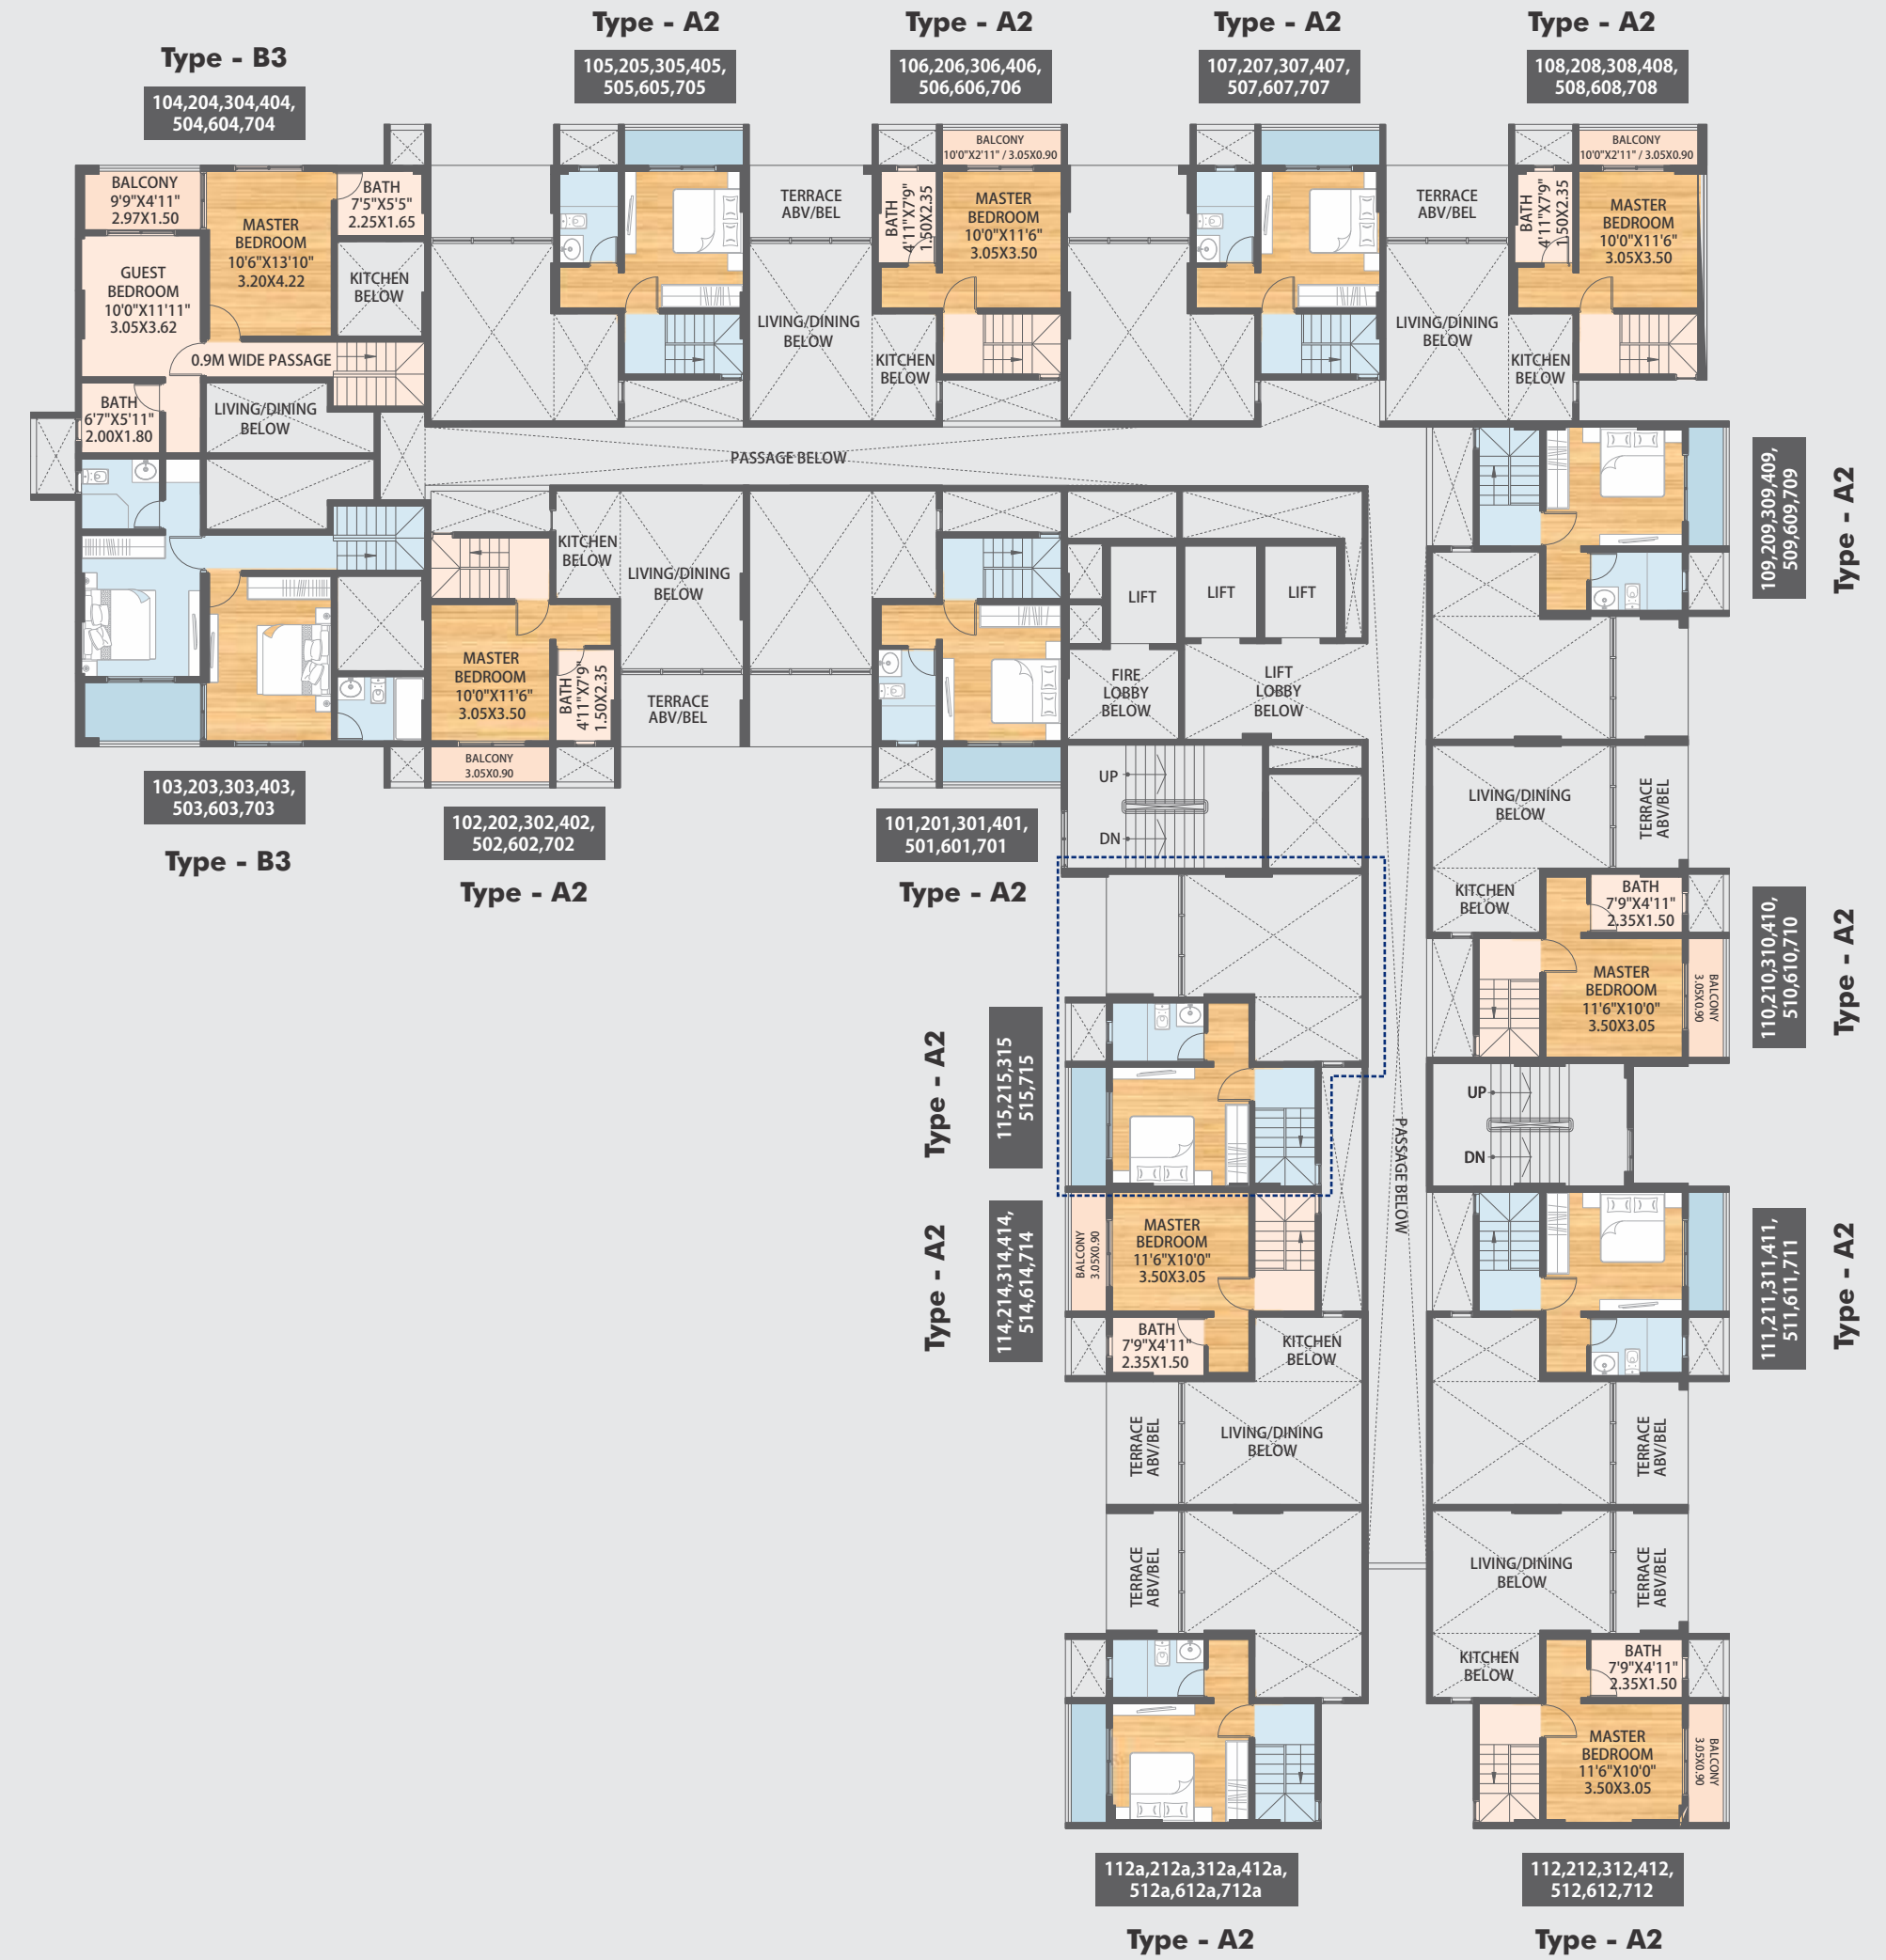 Type - B3
104,204,304,404,
504,604,704
Type - A2
105,205,305,405,
505,605,705
Type - A2
106,206,306,406,
506,606,706
Type - A2
107,207,307,407,
507,607,707
Type - A2
108,208,308,408,
508,608,708
BALCONY
9'9"X4'11"
2.97X1.50
MASTER
BEDROOM
10'6"X13'10"
3.20X4.22
BATH
7'5"X5'5"
2.25X1.65
GUEST
BEDROOM
10'0"X11'11"
3.05X3.62
KITCHEN
BELOW
0.9M WIDE PASSAGE
BATH
6'7"X5'11"
2.00X1.80
LIVING/DINING
BELOW
TERRACE
ABV/BEL
LIVING/DINING
BELOW
KITCHEN
BELOW
BALCONY
10'0"X2'11" / 3.05X0.90
BATH
4'11"X7'9"
1.50X2.35
MASTER
BEDROOM
10'0"X11'6"
3.05X3.50
TERRACE
ABV/BEL
LIVING/DINING
BELOW
KITCHEN
BELOW
BALCONY
10'0"X2'11" / 3.05X0.90
BATH
4'11"X7'9"
1.50X2.35
MASTER
BEDROOM
10'0"X11'6"
3.05X3.50
PASSAGE BELOW
109,209,309,409,
509,609,709
Type - A2
KITCHEN
BELOW
LIVING/DINING
BELOW
MASTER
BEDROOM
10'0"X11'6"
3.05X3.50
BATH
4'11"X7'9"
1.50X2.35
TERRACE
ABV/BEL
BALCONY
3.05X0.90
LIFT
LIFT
LIFT
FIRE
LOBBY
BELOW
LIFT
LOBBY
BELOW
UP
DN
103,203,303,403,
503,603,703
Type - B3
102,202,302,402,
502,602,702
Type - A2
101,201,301,401,
501,601,701
Type - A2
LIVING/DINING
BELOW
TERRACE
ABV/BEL
KITCHEN
BELOW
BATH
7'9"X4'11"
2.35X1.50
MASTER
BEDROOM
11'6"X10'0"
3.50X3.05
BALCONY
3.05X0.90
110,210,310,410,
510,610,710
Type - A2
Type - A2
115,215,315
515,715
UP
DN
PASSAGE BELOW
Type - A2
114,214,314,414,
514,614,714
BALCONY
3.05X0.90
MASTER
BEDROOM
11'6"X10'0"
3.50X3.05
BATH
7'9"X4'11"
2.35X1.50
KITCHEN
BELOW
111,211,311,411,
511,611,711
Type - A2
TERRACE
ABV/BEL
LIVING/DINING
BELOW
TERRACE
ABV/BEL
TERRACE
ABV/BEL
LIVING/DINING
BELOW
TERRACE
ABV/BEL
KITCHEN
BELOW
BATH
7'9"X4'11"
2.35X1.50
MASTER
BEDROOM
11'6"X10'0"
3.50X3.05
BALCONY
3.05X0.90
112a,212a,312a,412a,
512a,612a,712a
Type - A2
112,212,312,412,
512,612,712
Type - A2